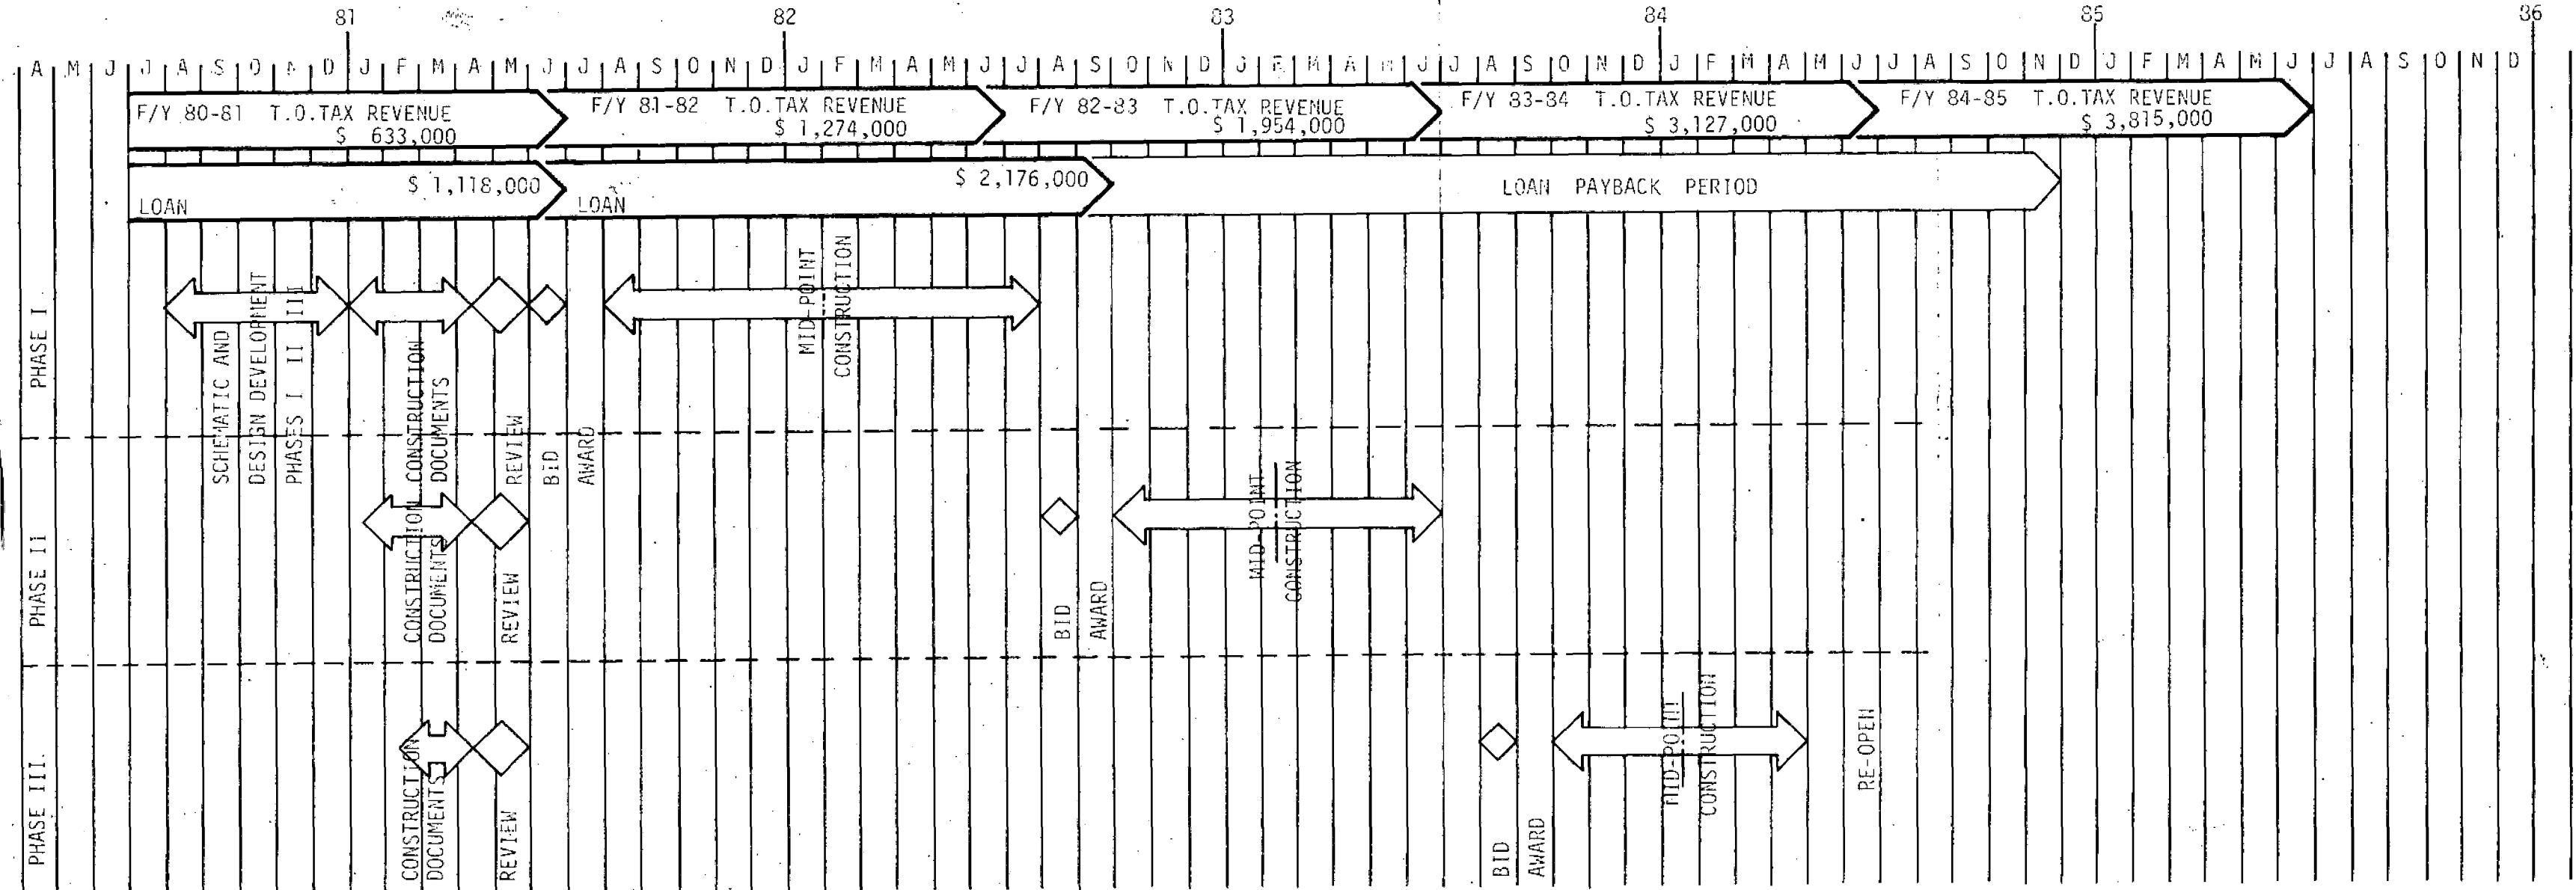 81 82 83 84 85 86
A M J J A S O N D J F M A M J J A S O N D J F M A M J J A S O N D J F M A M J J A S O N D J F M A M J J A S O N D J F M A M J J A S O N D
F/Y 80-81 T.O.TAX REVENUE
$ 633,000
F/Y 81-82 T.O.TAX REVENUE
$ 1,274,000
F/Y 82-83 T.O.TAX REVENUE
$ 1,954,000
F/Y 83-84 T.O.TAX REVENUE
$ 3,127,000
F/Y 84-85 T.O.TAX REVENUE
$ 3,815,000
$ 1,118,000
LOAN
$ 2,176,000
LOAN
LOAN PAYBACK PERIOD
PHASE I
SCHEMATIC AND
DESIGN DEVELOPMENT
PHASES I II III
CONSTRUCTION
DOCUMENTS
REVIEW
BID
AWARD
MID-POINT
CONSTRUCTION
PHASE II
CONSTRUCTION
DOCUMENTS
REVIEW
BID
AWARD
MID-POINT
CONSTRUCTION
PHASE III.
CONSTRUCTION
DOCUMENTS
REVIEW
BID
AWARD
MID-POINT
CONSTRUCTION
RE-OPEN